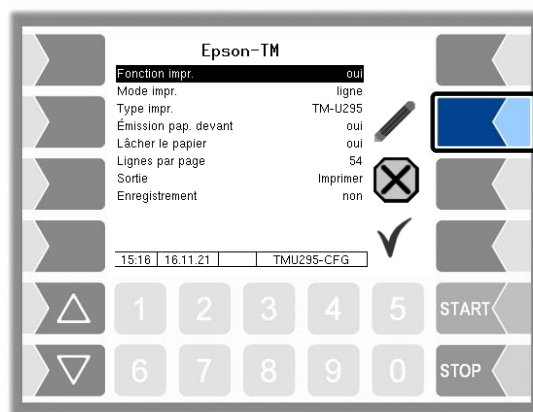 Epson-TM
Fonction impr. oui
Mode impr. ligne
Type impr. TM-U295
Émission pap. devant oui
Lâcher le papier oui
Lignes par page 54
Sortie Imprimer
Enregistrement non
15:16 16.11.21 TMU295-CFG
1 2 3 4 5 START
6 7 8 9 0 STOP